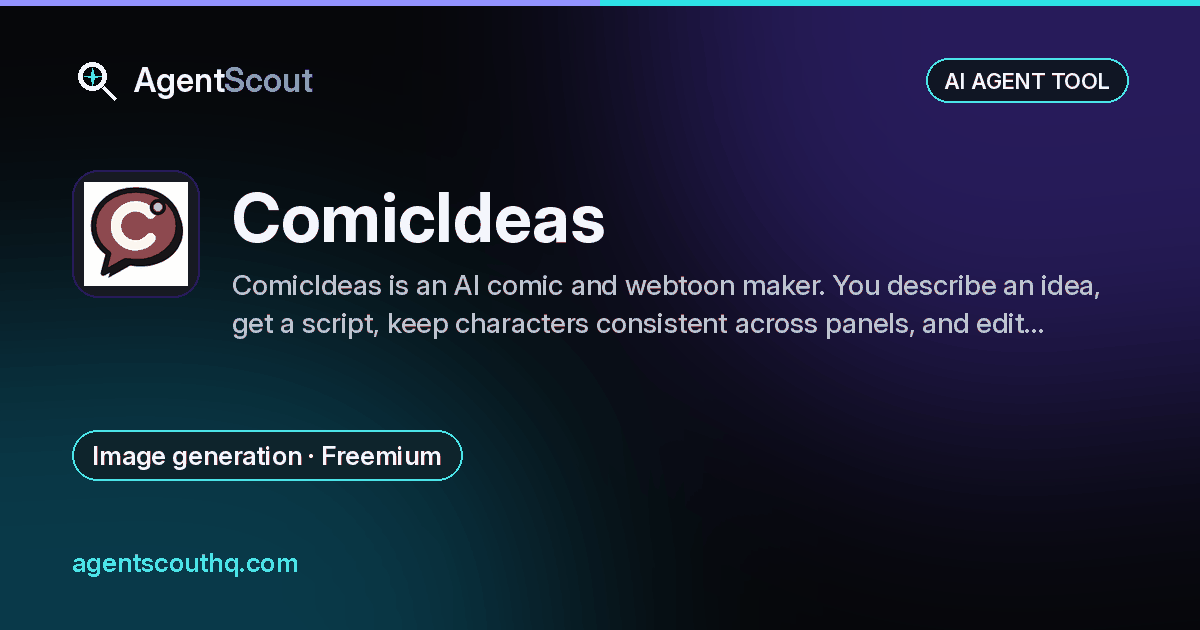 AgentScout
AI AGENT TOOL
C
ComicIdeas
ComicIdeas is an AI comic and webtoon maker. You describe an idea,
get a script, keep characters consistent across panels, and edit...
Image generation · Freemium
agentscouthq.com